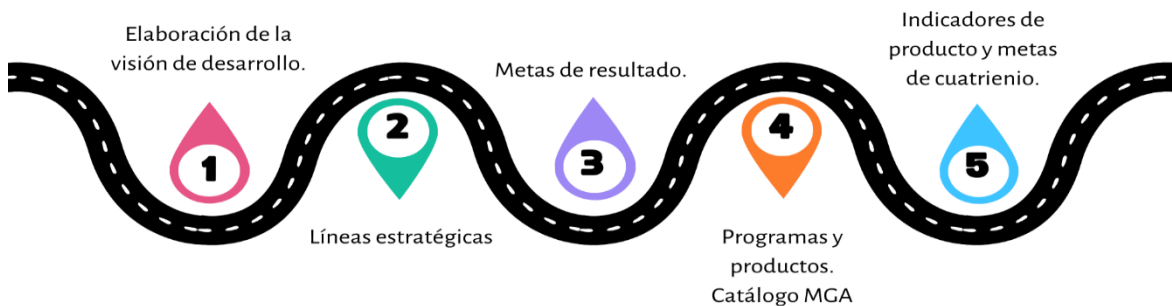 Elaboración de la
visión de desarrollo.
1
2
Líneas estratégicas
Metas de resultado.
3
4
Programas y
productos.
Catálogo MGA
Indicadores de
producto y metas
de cuatrienio.
5